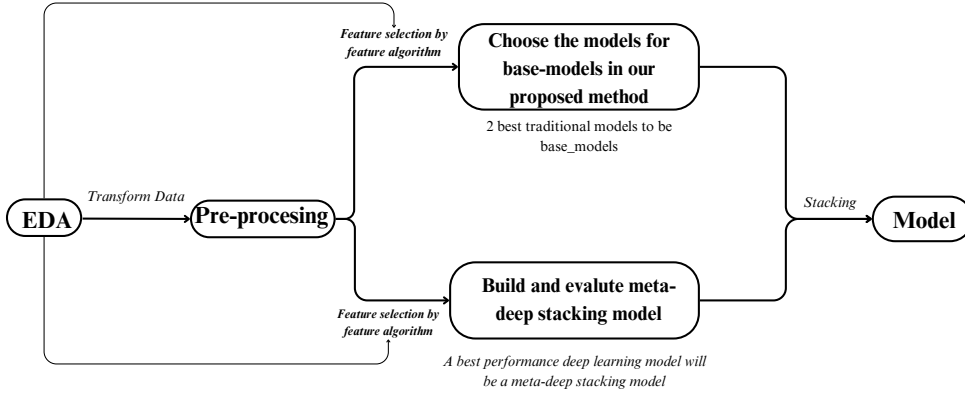 Feature selection by
feature algorithm
Choose the models for
base-models in our
proposed method
2 best traditional models to be
base_models
EDA
Transform Data
Pre-procesing
Stacking
Model
Build and evalute meta-
deep stacking model
Feature selection by
feature algorithm
A best performance deep learning model will
be a meta-deep stacking model